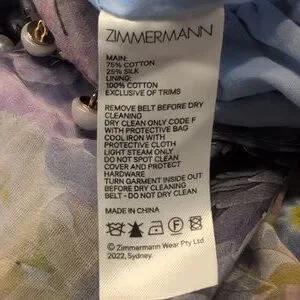 ZIMMERMANN
MAIN:
75% COTTON
25% SILK
LINING:
100% COTTON
EXCLUSIVE OF TRIMS
REMOVE BELT BEFORE DRY
CLEANING
DRY CLEAN ONLY CODE F
WITH PROTECTIVE BAG
COOL IRON WITH
PROTECTIVE CLOTH
LIGHT STEAM ONLY
DO NOT SPOT CLEAN
COVER AND PROTECT
HARDWARE
TURN GARMENT INSIDE OUT
BEFORE DRY CLEANING
BELT - DO NOT DRY CLEAN
MADE IN CHINA
F
© Zimmermann Wear Pty Ltd
2022, Sydney.